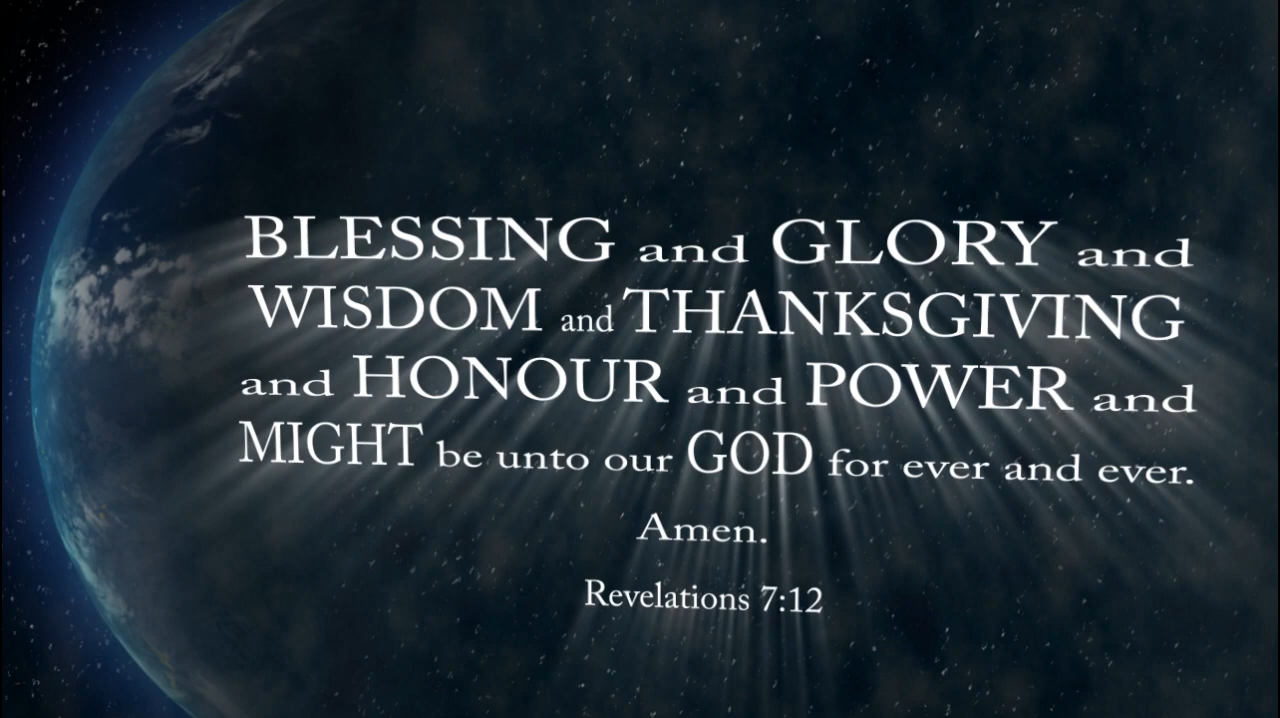 BLESSING and GLORY and
WISDOM and THANKSGIVING
and HONOUR and POWER and
MIGHT be unto our GOD for ever and ever.
Amen.
Revelations 7:12